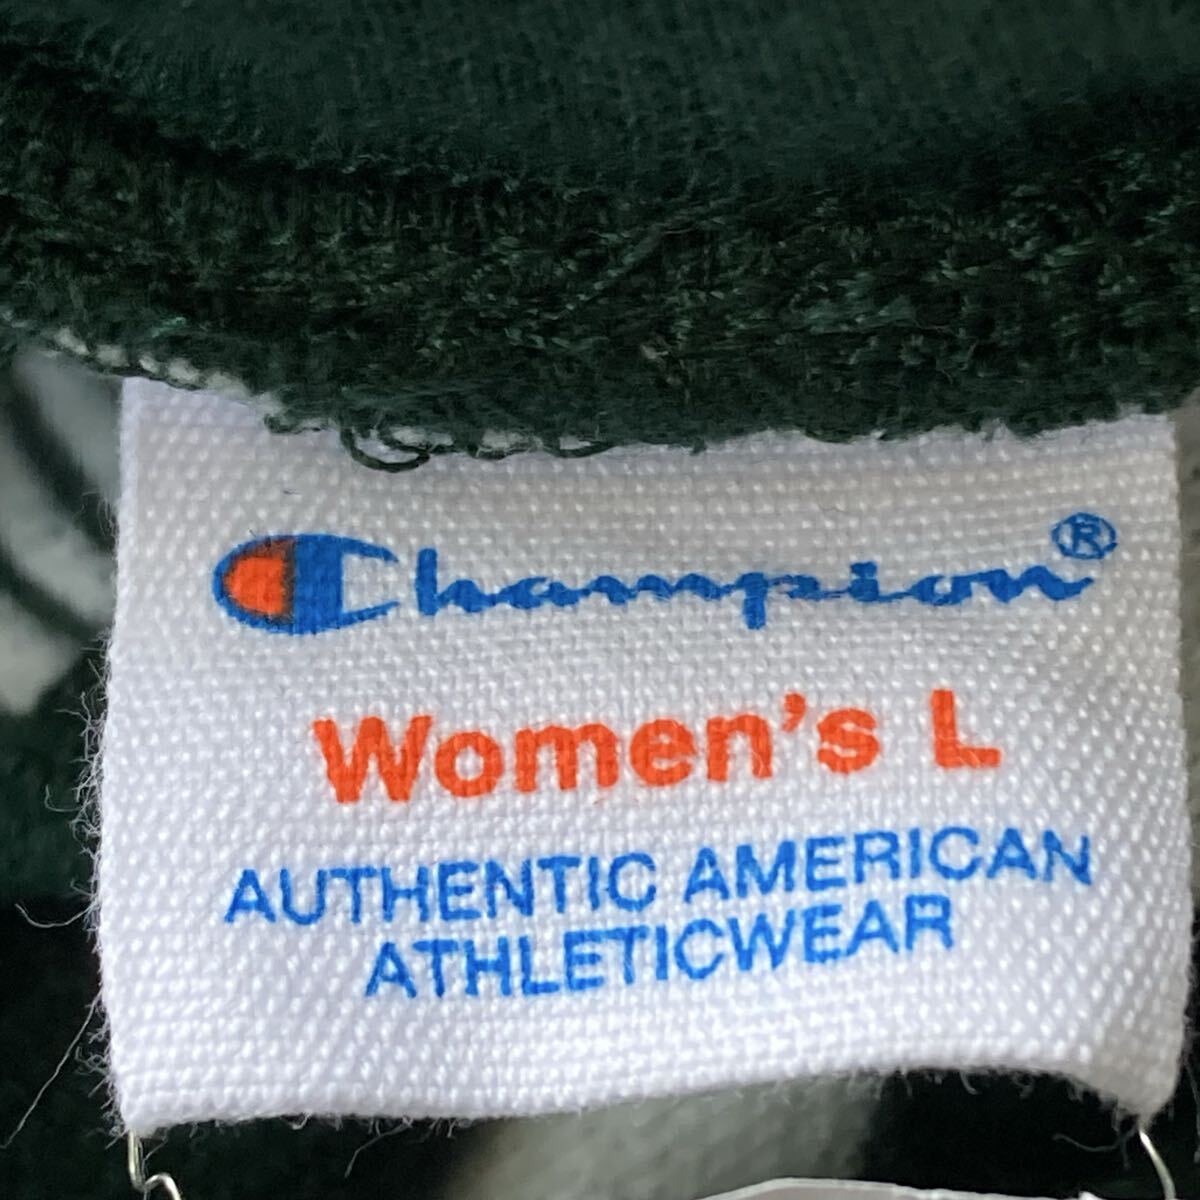 Champion®
Women's L
AUTHENTIC AMERICAN
ATHLETICWEAR